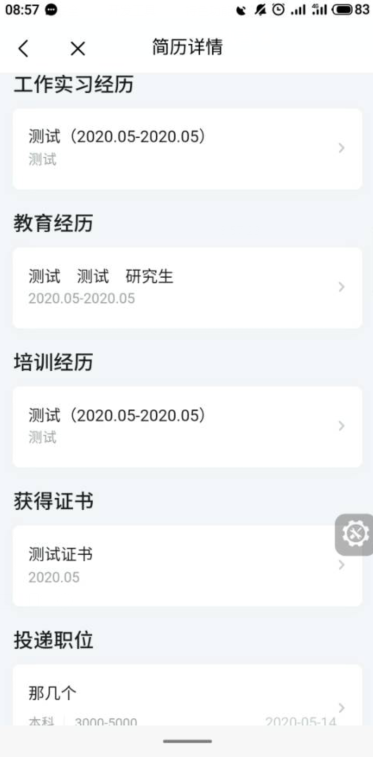 08:57 83
简历详情
工作实习经历
测试（2020.05-2020.05）
测试
教育经历
测试 测试 研究生
2020.05-2020.05
培训经历
测试（2020.05-2020.05）
测试
获得证书
测试证书
2020.05
投递职位
那几个
本科 3000-5000 2020-05-14